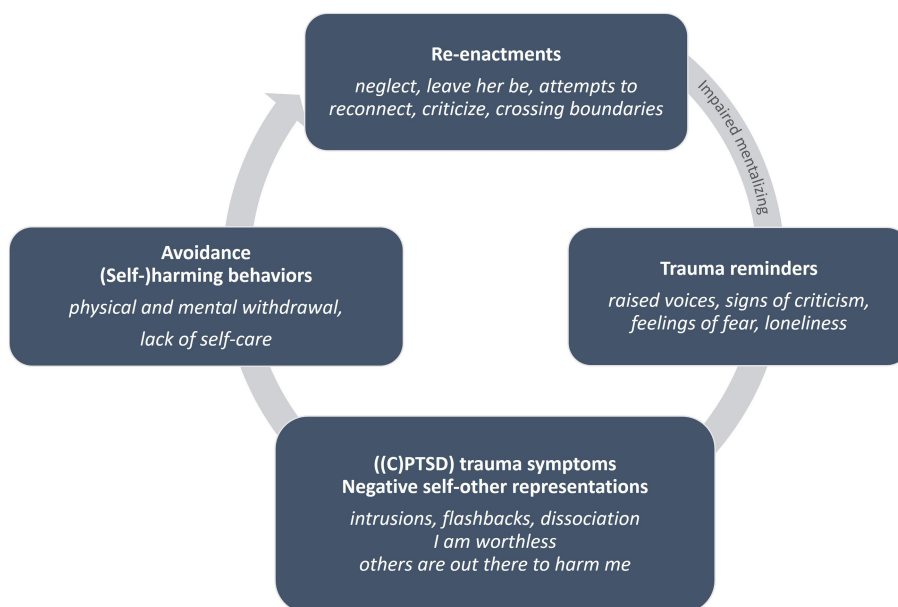 Re-enactments
neglect, leave her be, attempts to
reconnect, criticize, crossing boundaries
Impaired mentalizing
Trauma reminders
raised voices, signs of criticism,
feelings of fear, loneliness
((C)PTSD) trauma symptoms
Negative self-other representations
intrusions, flashbacks, dissociation
I am worthless
others are out there to harm me
Avoidance
(Self-)harming behaviors
physical and mental withdrawal,
lack of self-care